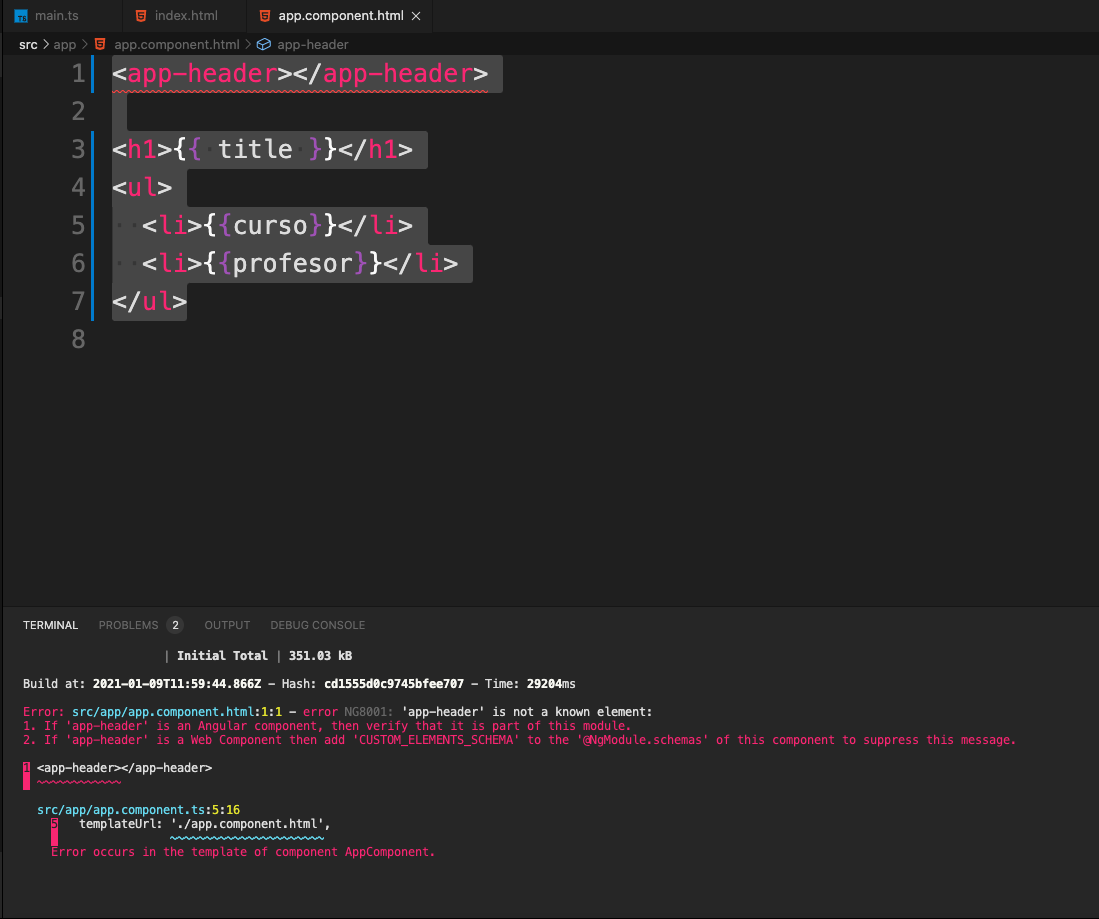 main.ts index.html app.component.html ×
src > app > app.component.html > app-header
1 <app-header></app-header>
2
3 <h1>{{ title }}</h1>
4 <ul>
5   <li>{{curso}}</li>
6   <li>{{profesor}}</li>
7 </ul>
8
TERMINAL PROBLEMS 2 OUTPUT DEBUG CONSOLE
| Initial Total | 351.03 kB
Build at: 2021-01-09T11:59:44.866Z - Hash: cd1555d0c9745bfee707 - Time: 29204ms
Error: src/app/app.component.html:1:1 - error NG8001: 'app-header' is not a known element:
1. If 'app-header' is an Angular component, then verify that it is part of this module.
2. If 'app-header' is a Web Component then add 'CUSTOM_ELEMENTS_SCHEMA' to the '@NgModule.schemas' of this component to suppress this message.
1 <app-header></app-header>
src/app/app.component.ts:5:16
5   templateUrl: './app.component.html',
Error occurs in the template of component AppComponent.